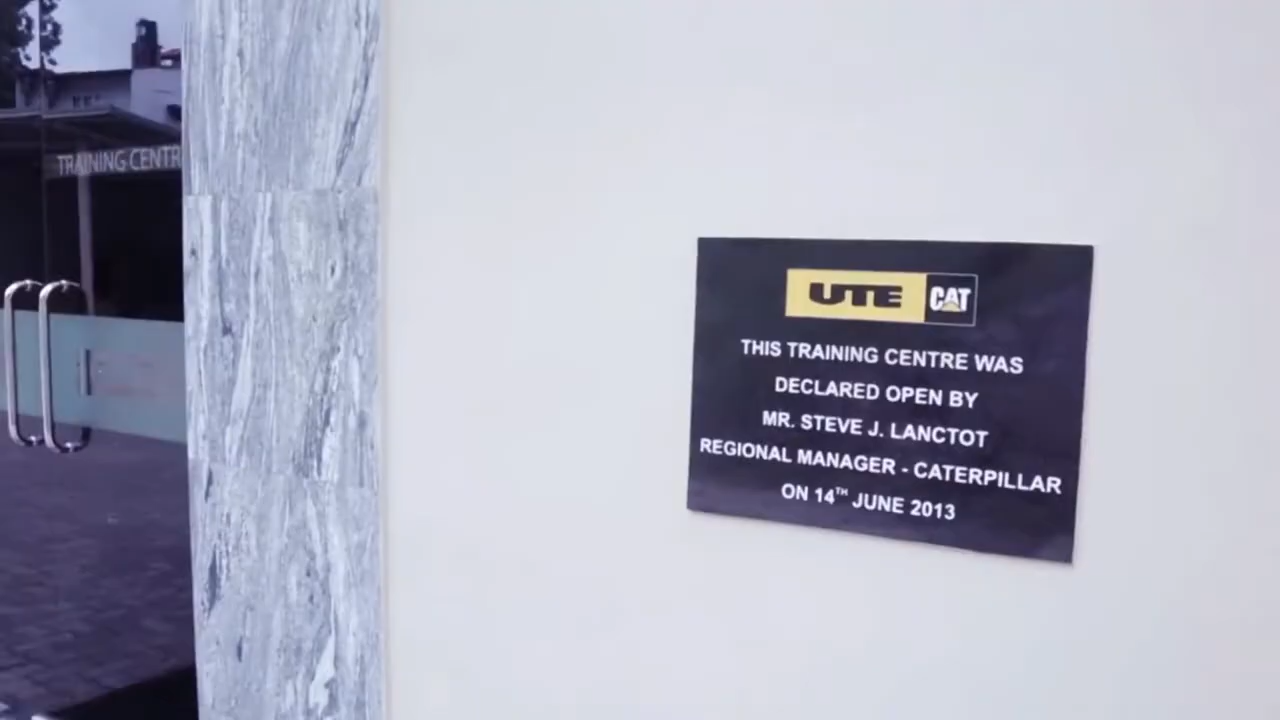 TRAINING CENTR
UTE CAT
THIS TRAINING CENTRE WAS
DECLARED OPEN BY
MR. STEVE J. LANCTOT
REGIONAL MANAGER - CATERPILLAR
ON 14TH JUNE 2013